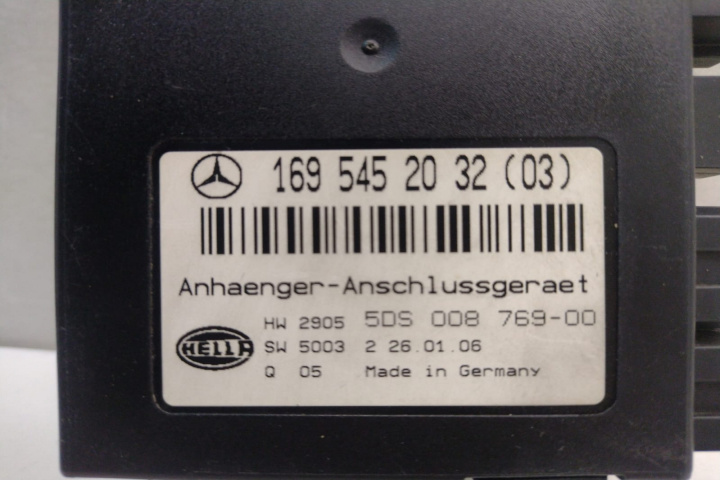 169 545 20 32 (03)
Anhaenger-Anschlussgeraet
HW 2905 5DS 008 769-00
HELLA SW 5003 2 26.01.06
Q 05 Made in Germany